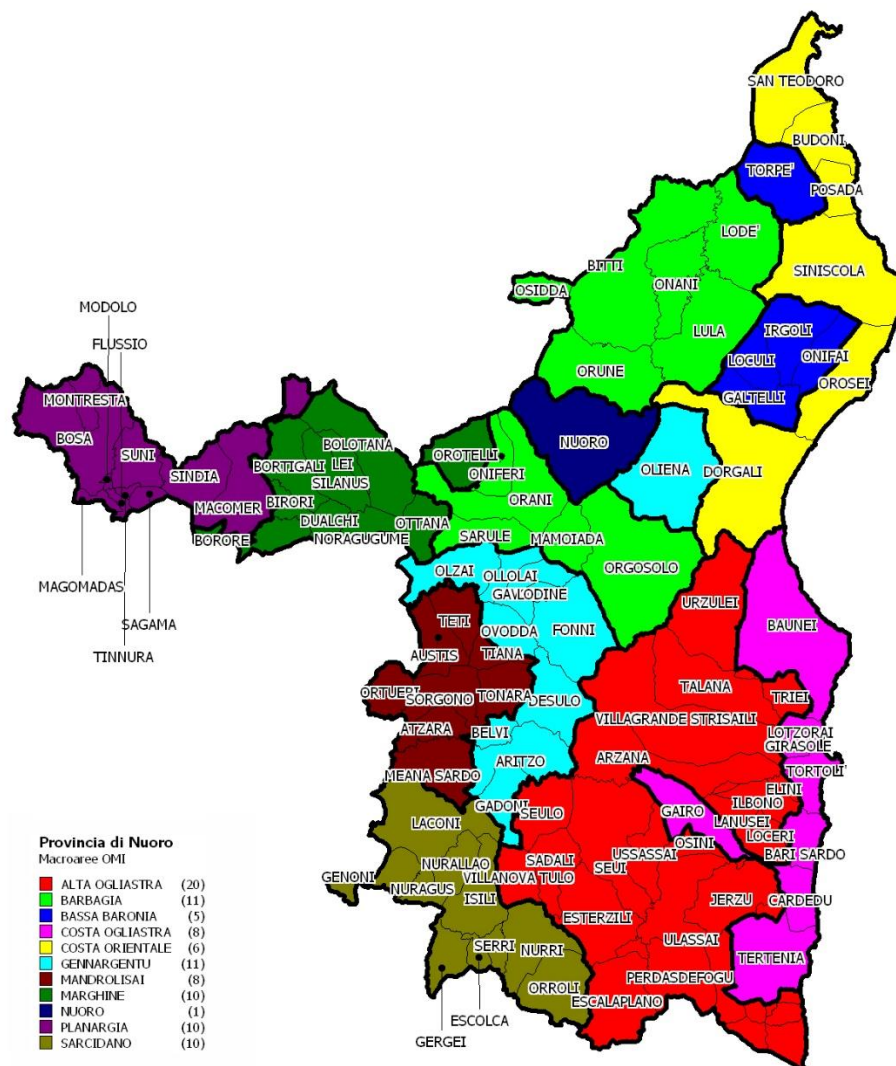 SAN TEODORO
BUDONI
TORPE'
POSADA
LODE'
BITTI
SINISCOLA
ONANI
OSIDDA
MODOLO
IRGOLI
LULA
FLUSSIO
LOCULI
ONIFAI
ORUNE
OROSEI
GALTELLI
MONTRESTA
BOSA
BOLOTANA
NUORO
SUNI
OROTELLI
BORTIGALI
LEI
OLIENA
DORGALI
SINDIA
ONIFERI
SILANUS
MACOMER
BIRORI
ORANI
DUALCHI
OTTANA
BORORE
NORAGUGUME
SARULE
MAMOIADA
ORGOSOLO
OLZAI
OLLOLAI
MAGOMADAS
GAVOI
LODINE
URZULEI
SAGAMA
TETI
BAUNEI
OVODDA
FONNI
TINNURA
AUSTIS
TIANA
TALANA
ORTUERI
SORGONO
TONARA
DESULO
TRIEI
VILLAGRANDE STRISAILI
ATZARA
BELVI
LOTZORAI
GIRASOLE
ARITZO
ARZANA
MEANA SARDO
TORTOLI'
ELINI
GADONI
SEULO
GAIRO
ILBONO
LACONI
LANUSEI
LOCERI
OSINI
USSASSAI
NURALLAO
SADALI
SEUI
BARI SARDO
GENONI
NURAGUS
VILLANOVA TULO
ISILI
JERZU
CARDEDU
ESTERZILI
ULASSAI
SERRI
NURRI
TERTENIA
PERDASDEFOGU
ORROLI
ESCALAPLANO
ESCOLCA
GERGEI
Provincia di Nuoro
Macroaree OMI
ALTA OGLIASTRA (20)
BARBAGIA (11)
BASSA BARONIA (5)
COSTA OGLIASTRA (8)
COSTA ORIENTALE (6)
GENNARGENTU (11)
MANDROLISAI (8)
MARGHINE (10)
NUORO (1)
PLANARGIA (10)
SARCIDANO (10)